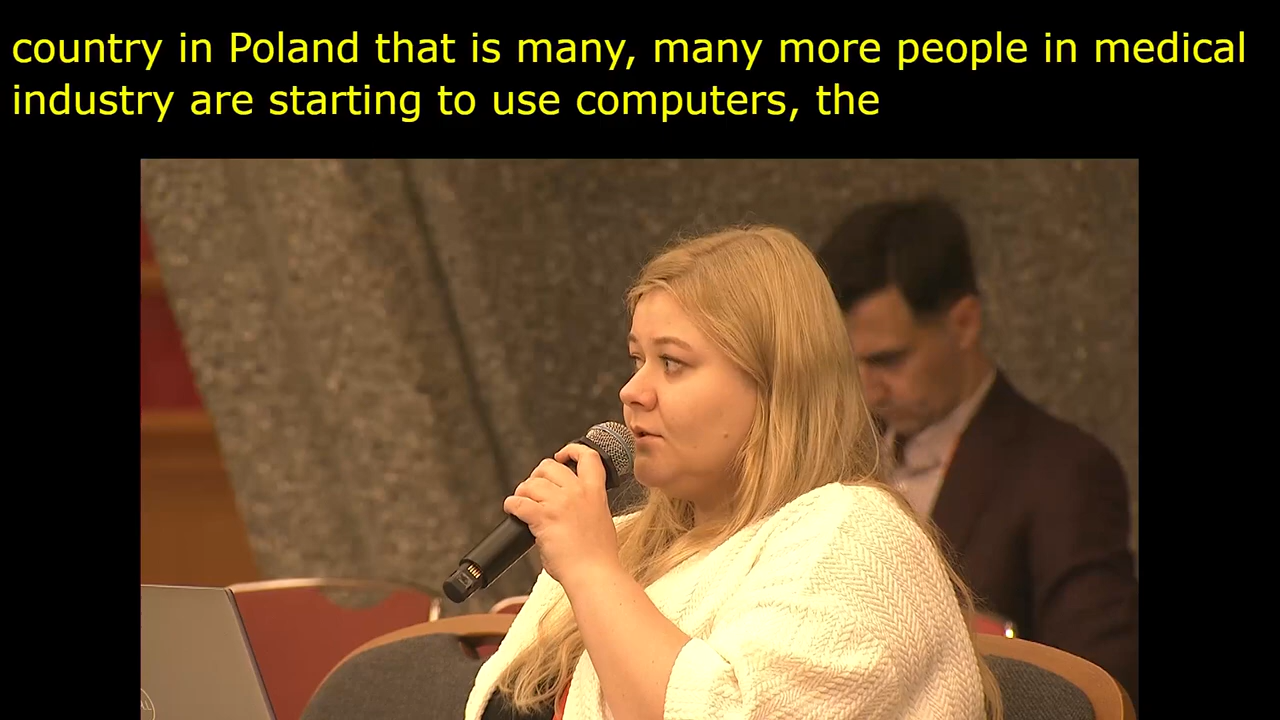 country in Poland that is many, many more people in medical
industry are starting to use computers, the